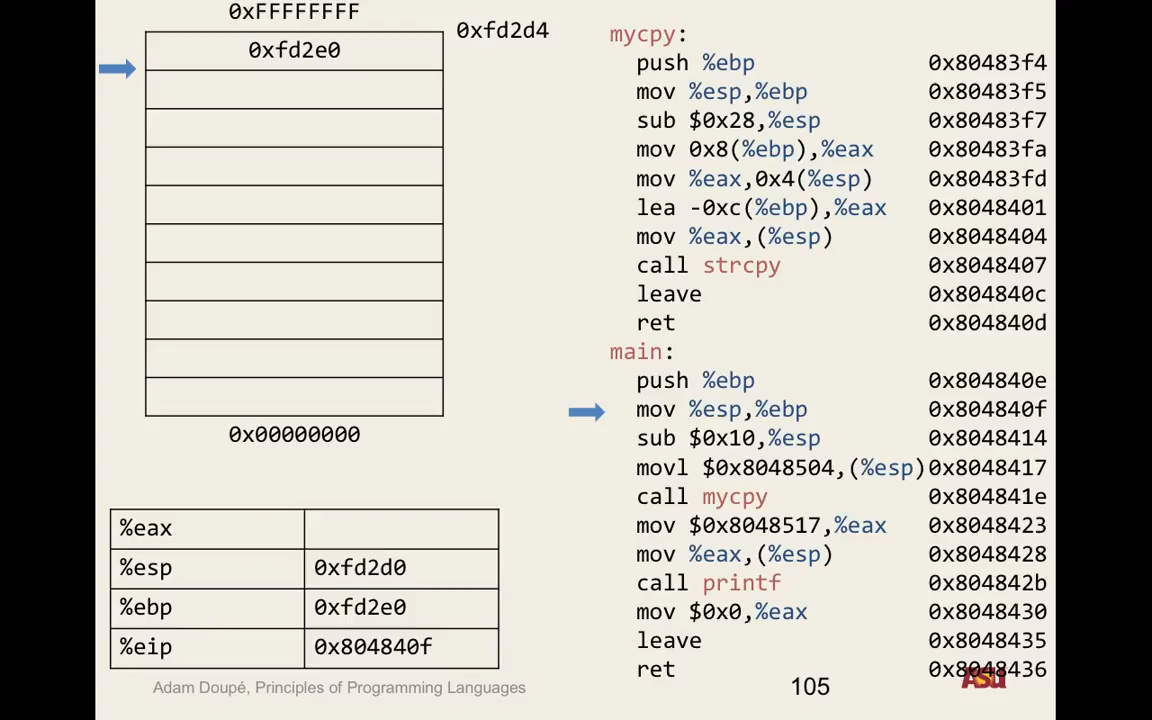 0xFFFFFFFF
0xfd2d4
0xfd2e0
0x00000000
%eax
%esp 0xfd2d0
%ebp 0xfd2e0
%eip 0x804840f
mycpy:
push %ebp 0x80483f4
mov %esp,%ebp 0x80483f5
sub $0x28,%esp 0x80483f7
mov 0x8(%ebp),%eax 0x80483fa
mov %eax,0x4(%esp) 0x80483fd
lea -0xc(%ebp),%eax 0x8048401
mov %eax,(%esp) 0x8048404
call strcpy 0x8048407
leave 0x804840c
ret 0x804840d
main:
push %ebp 0x804840e
mov %esp,%ebp 0x804840f
sub $0x10,%esp 0x8048414
movl $0x8048504,(%esp) 0x8048417
call mycpy 0x804841e
mov $0x8048517,%eax 0x8048423
mov %eax,(%esp) 0x8048428
call printf 0x804842b
mov $0x0,%eax 0x8048430
leave 0x8048435
ret 0x8048436
Adam Doupé, Principles of Programming Languages
105
ASU